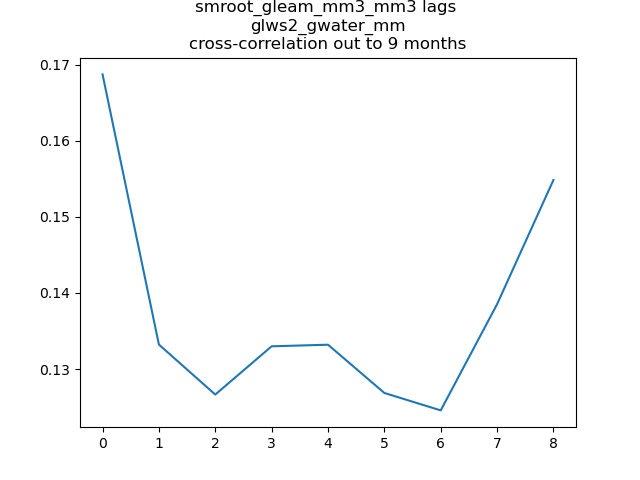 smroot_gleam_mm3_mm3 lags
glws2_gwater_mm
cross-correlation out to 9 months
0.17
0.16
0.15
0.14
0.13
0 1 2 3 4 5 6 7 8